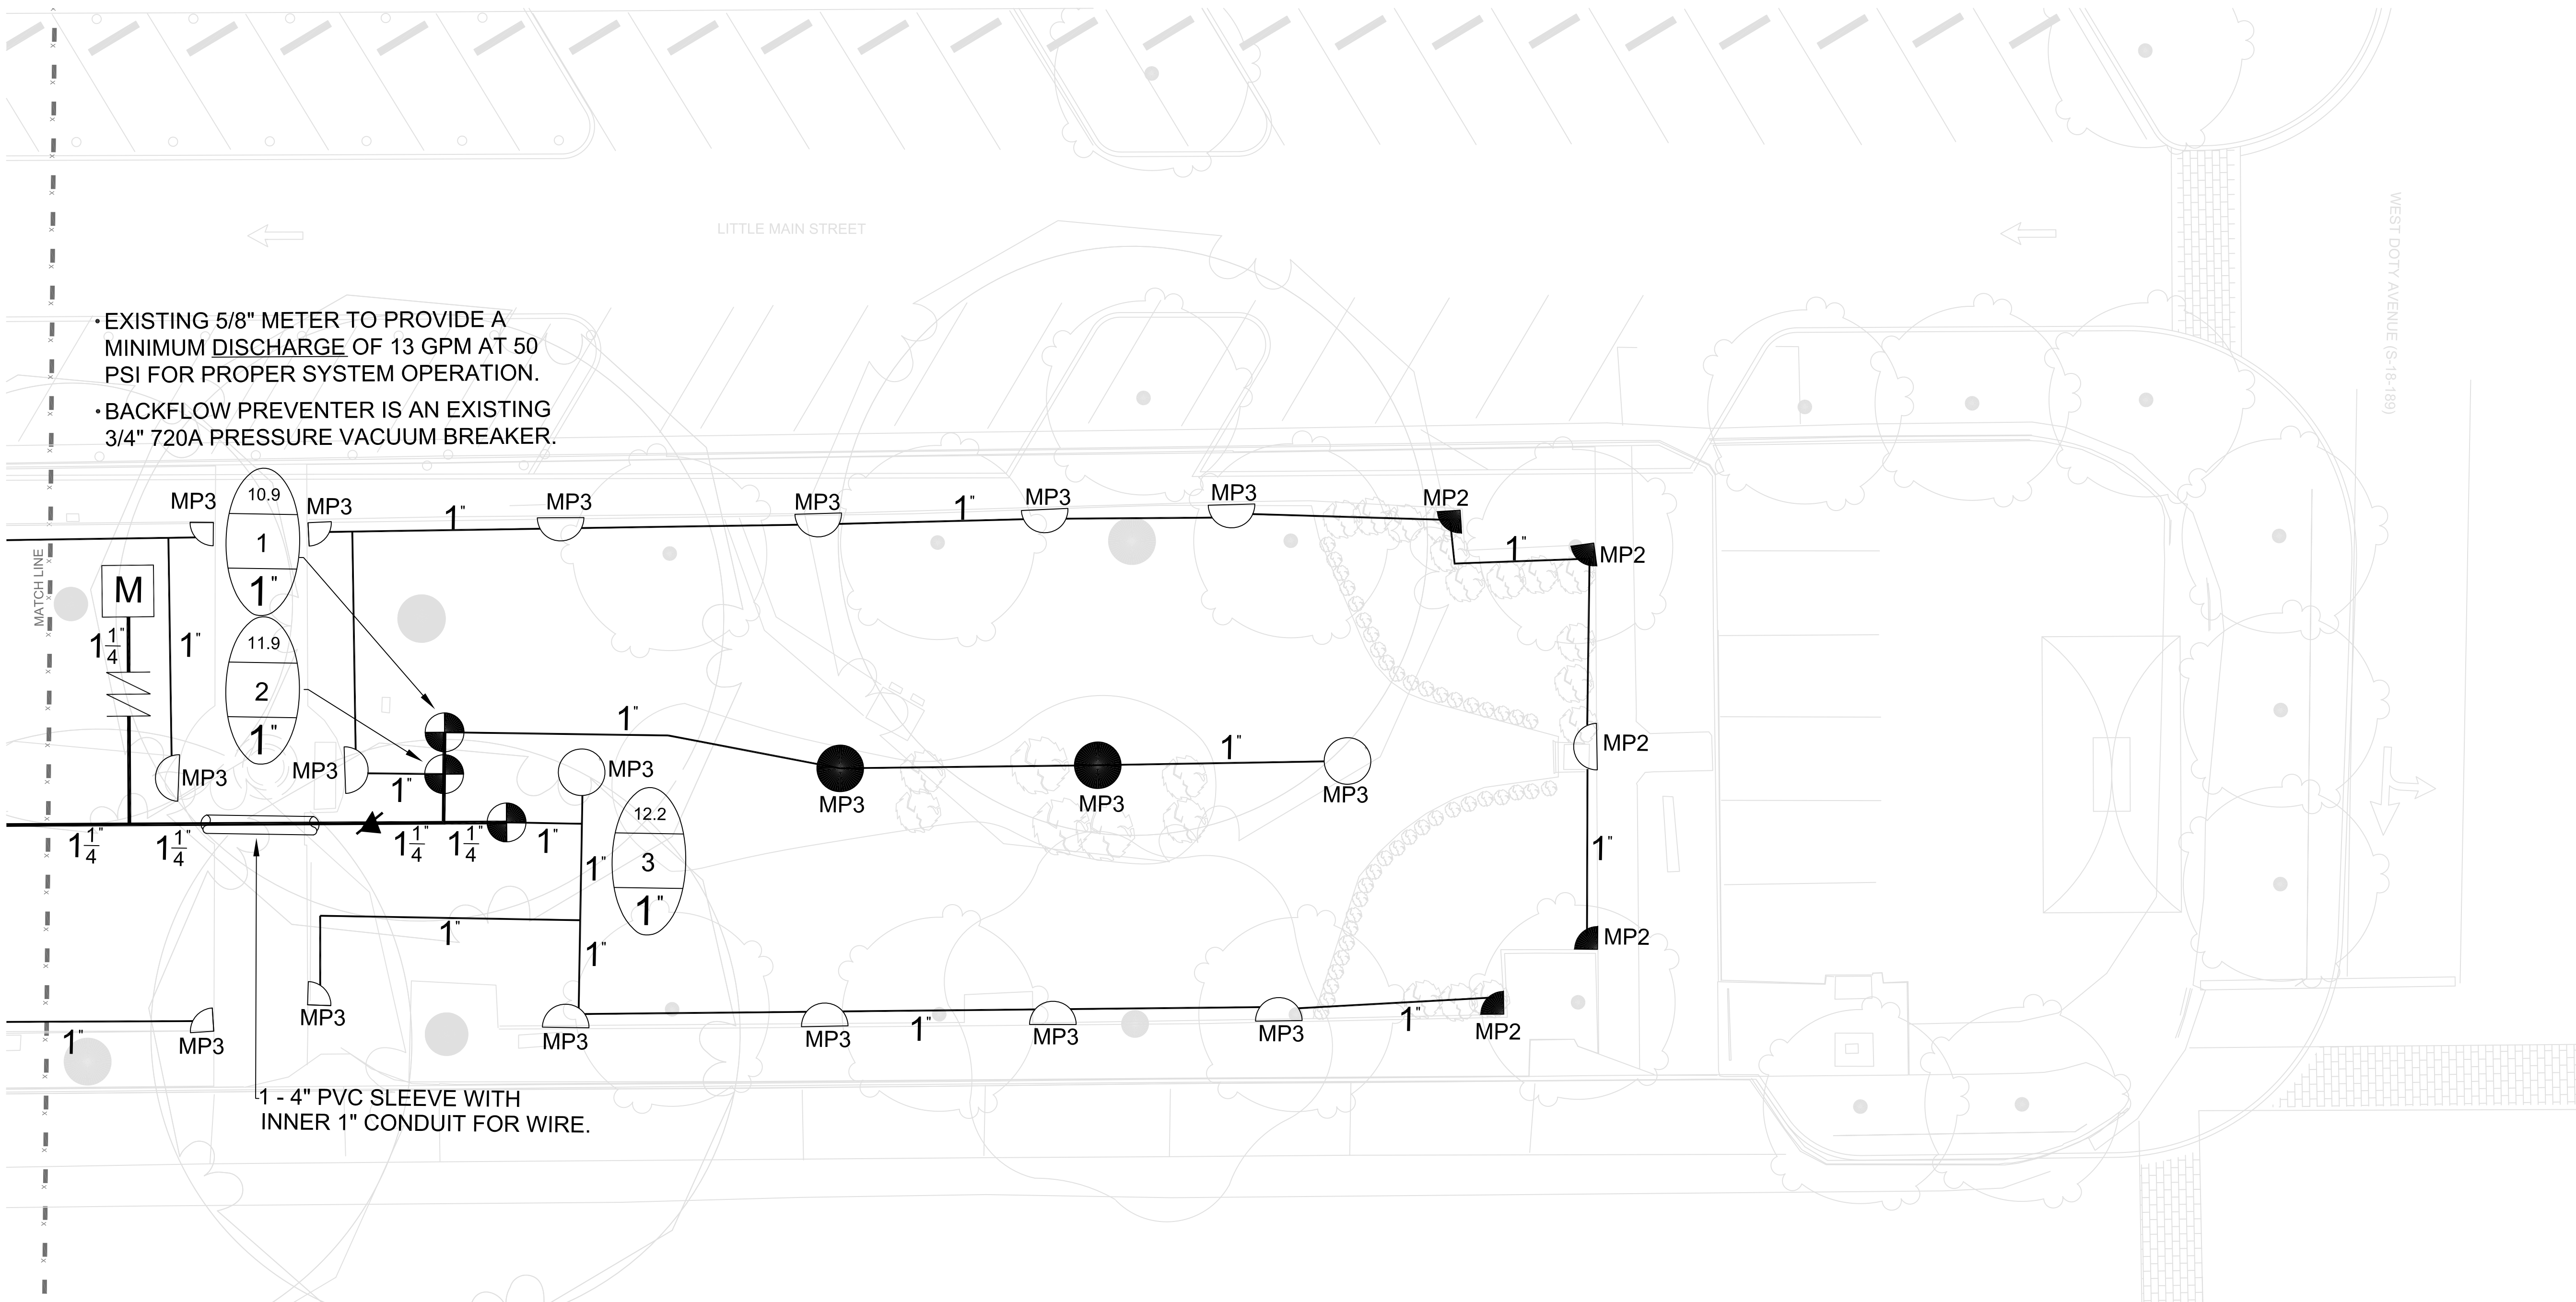 LITTLE MAIN STREET
WEST DOTY AVENUE (S-18-189)
• EXISTING 5/8" METER TO PROVIDE A
MINIMUM DISCHARGE OF 13 GPM AT 50
PSI FOR PROPER SYSTEM OPERATION.
• BACKFLOW PREVENTER IS AN EXISTING
3/4" 720A PRESSURE VACUUM BREAKER.
MATCH LINE
MP3
10.9
1
1"
MP3
1"
MP3
MP3
1"
MP3
MP3
MP2
1"
MP2
M
1 1/4"
1"
11.9
2
1"
MP3
MP3
1"
1"
MP3
MP3
MP3
1"
MP3
MP2
1"
MP2
1 1/4"
1 1/4"
1 1/4"
1 1/4"
1"
1"
12.2
3
1"
1"
1"
MP3
1"
MP3
MP3
MP3
1"
MP3
MP3
1"
MP2
1 - 4" PVC SLEEVE WITH
INNER 1" CONDUIT FOR WIRE.